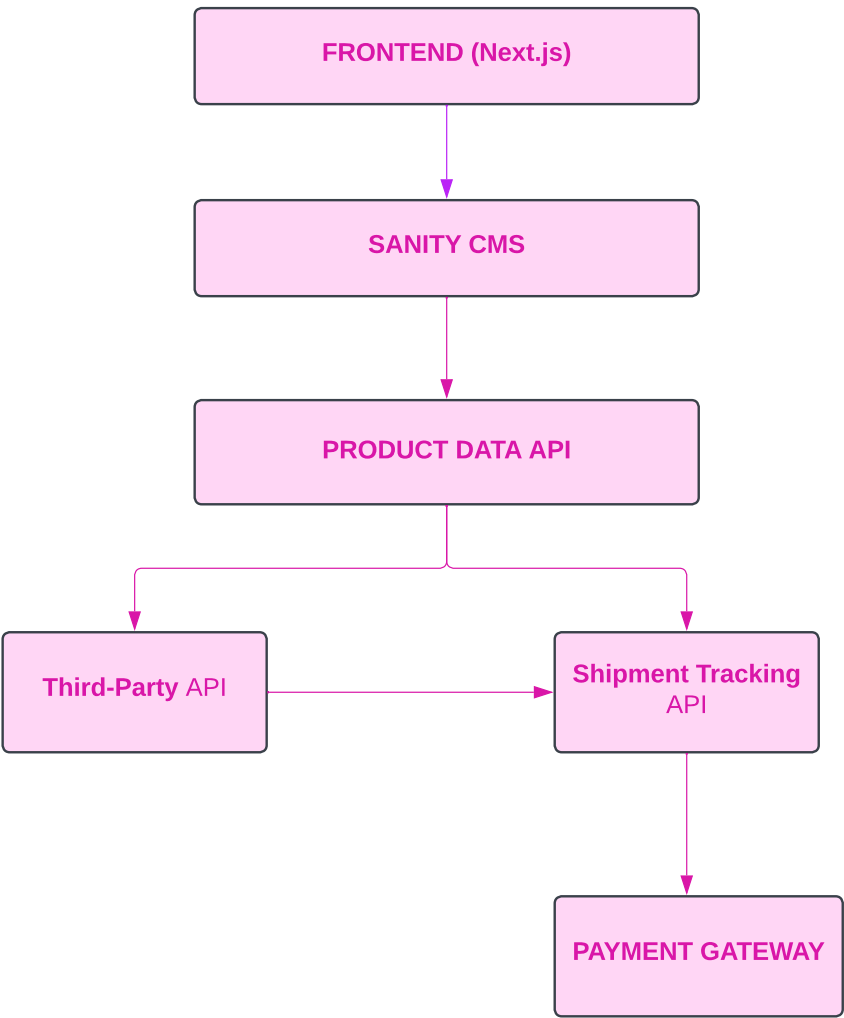 FRONTEND (Next.js)
SANITY CMS
PRODUCT DATA API
Third-Party API
Shipment Tracking
API
PAYMENT GATEWAY